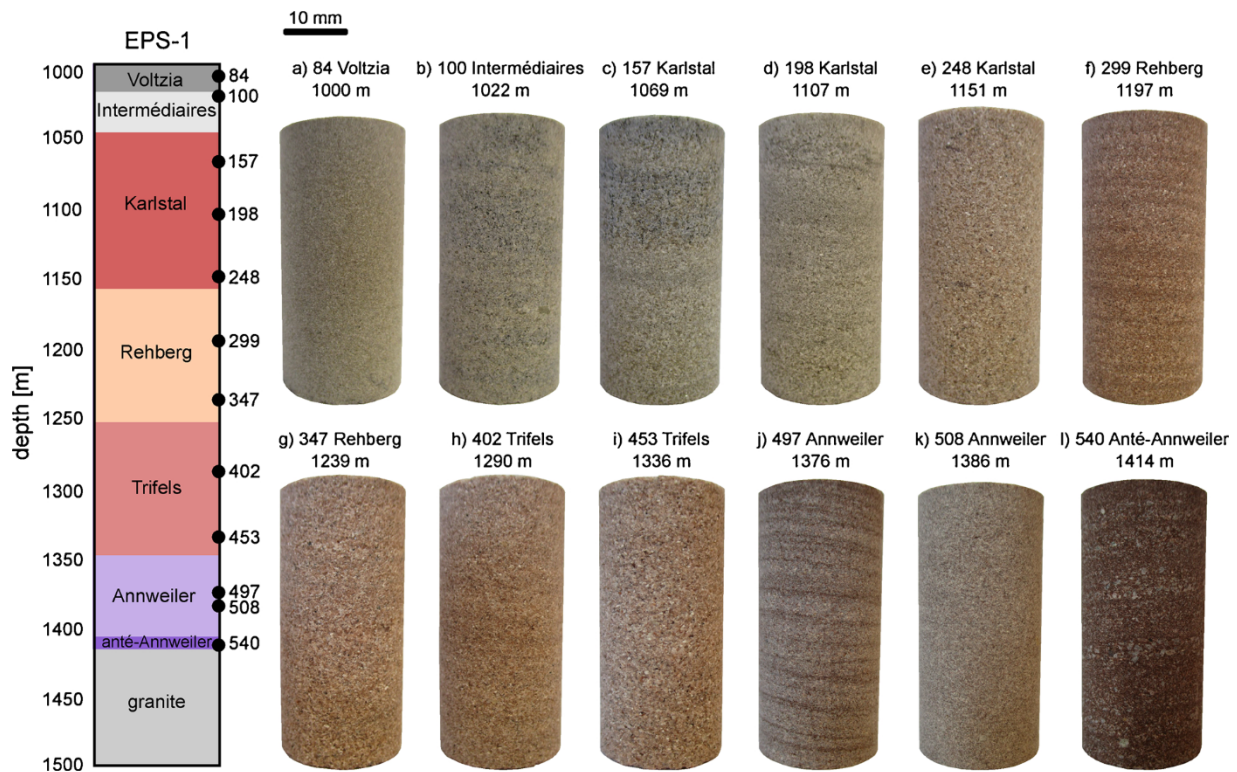 10 mm
EPS-1
a) 84 Voltzia
1000 m
b) 100 Intermédiaires
1022 m
c) 157 Karlstal
1069 m
d) 198 Karlstal
1107 m
e) 248 Karlstal
1151 m
f) 299 Rehberg
1197 m
g) 347 Rehberg
1239 m
h) 402 Trifels
1290 m
i) 453 Trifels
1336 m
j) 497 Annweiler
1376 m
k) 508 Annweiler
1386 m
l) 540 Anté-Annweiler
1414 m
depth [m]
1000
1050
1100
1150
1200
1250
1300
1350
1400
1450
1500
Voltzia
Intermédiaires
Karlstal
Rehberg
Trifels
Annweiler
anté-Annweiler
granite
84
100
157
198
248
299
347
402
453
497
508
540